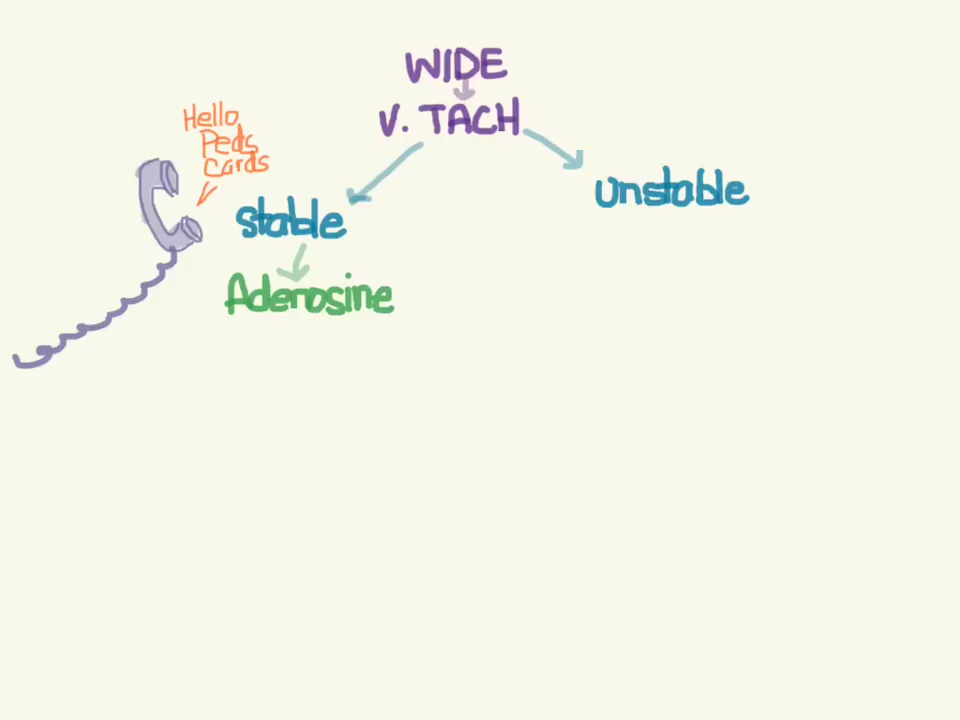 WIDE
V. TACH
Hello
Peds
Cards
stable
unstable
Adenosine